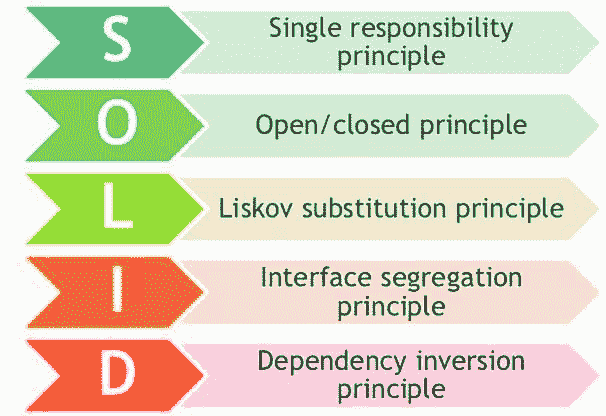 S
Single responsibility
principle
O
Open/closed principle
L
Liskov substitution principle
I
Interface segregation
principle
D
Dependency inversion
principle